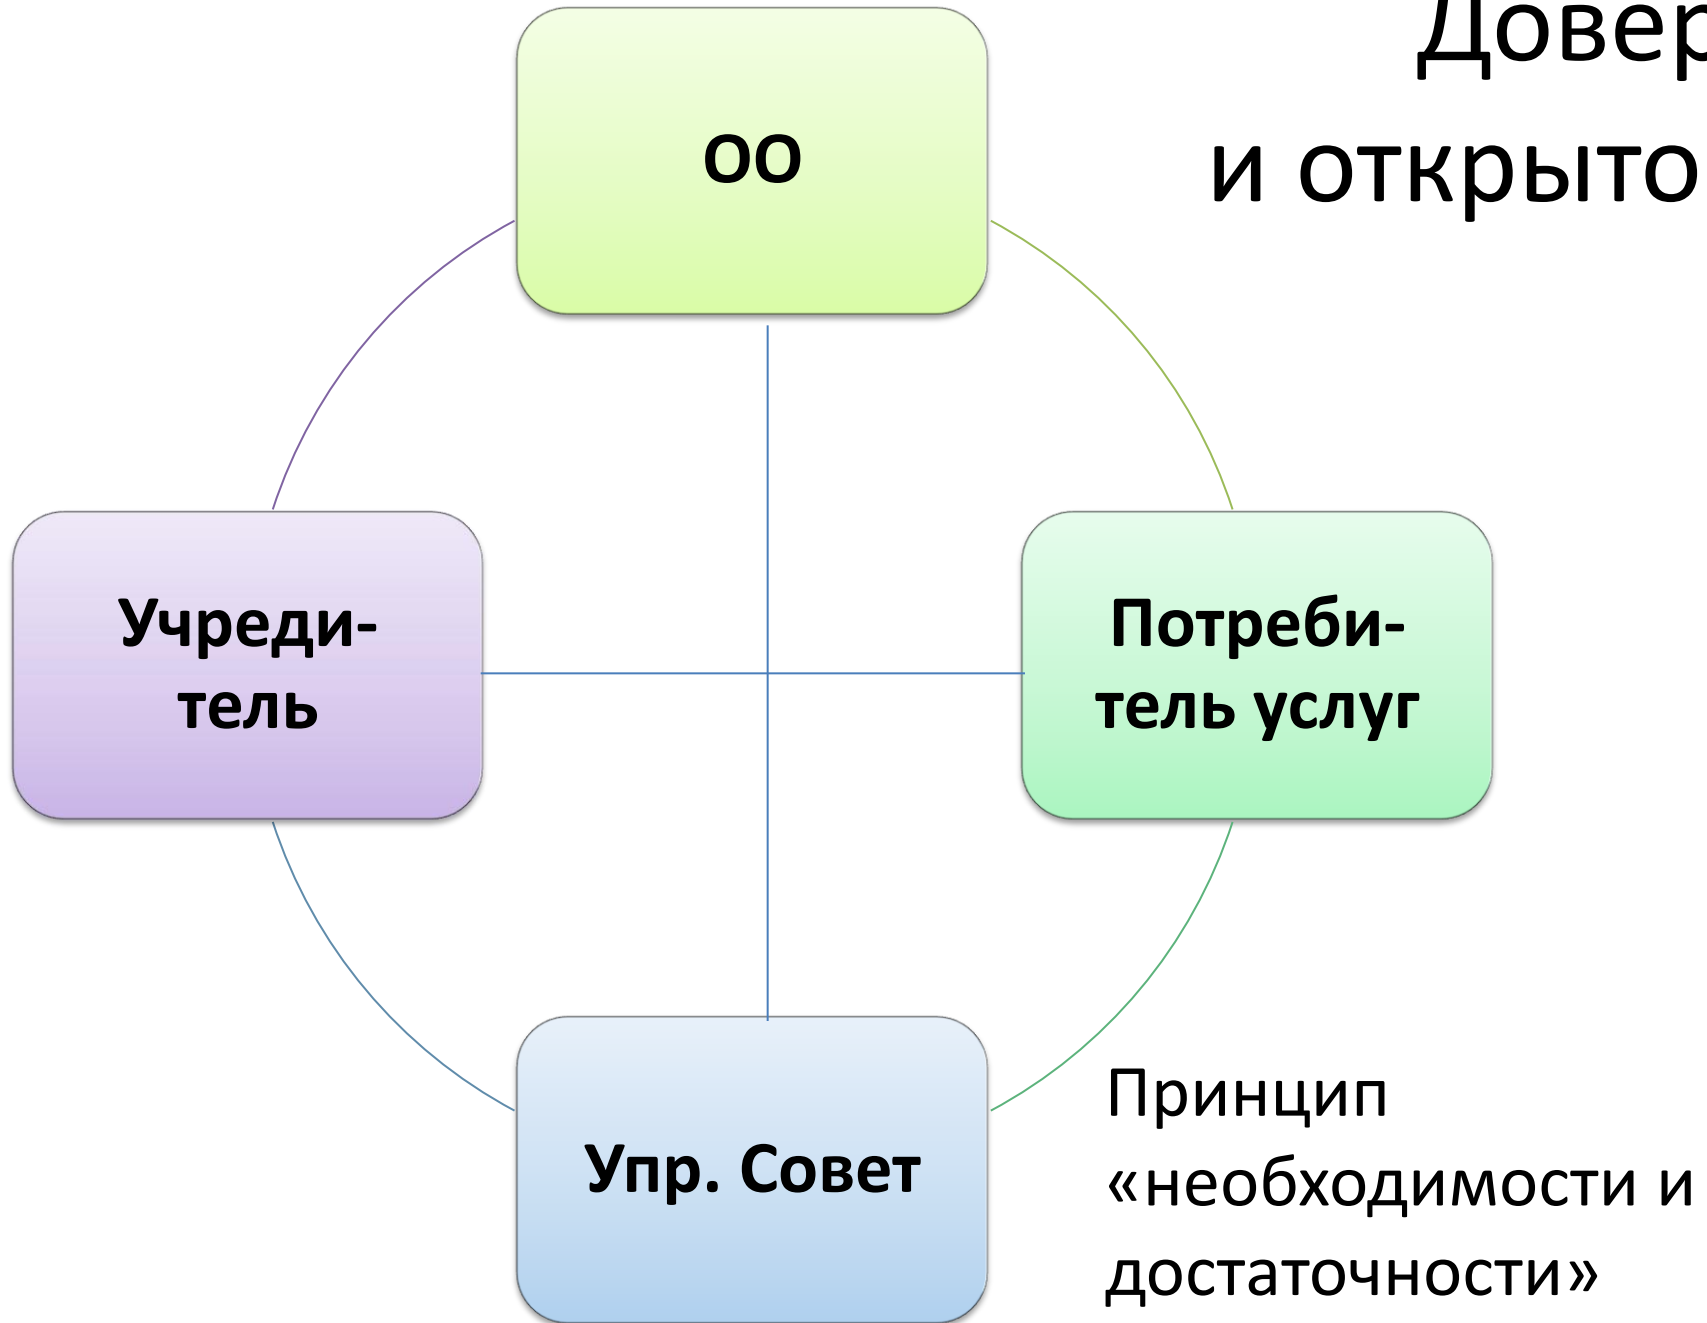 Довер
и открыто
ОО
Учреди-
тель
Потреби-
тель услуг
Упр. Совет
Принцип
«необходимости и
достаточности»